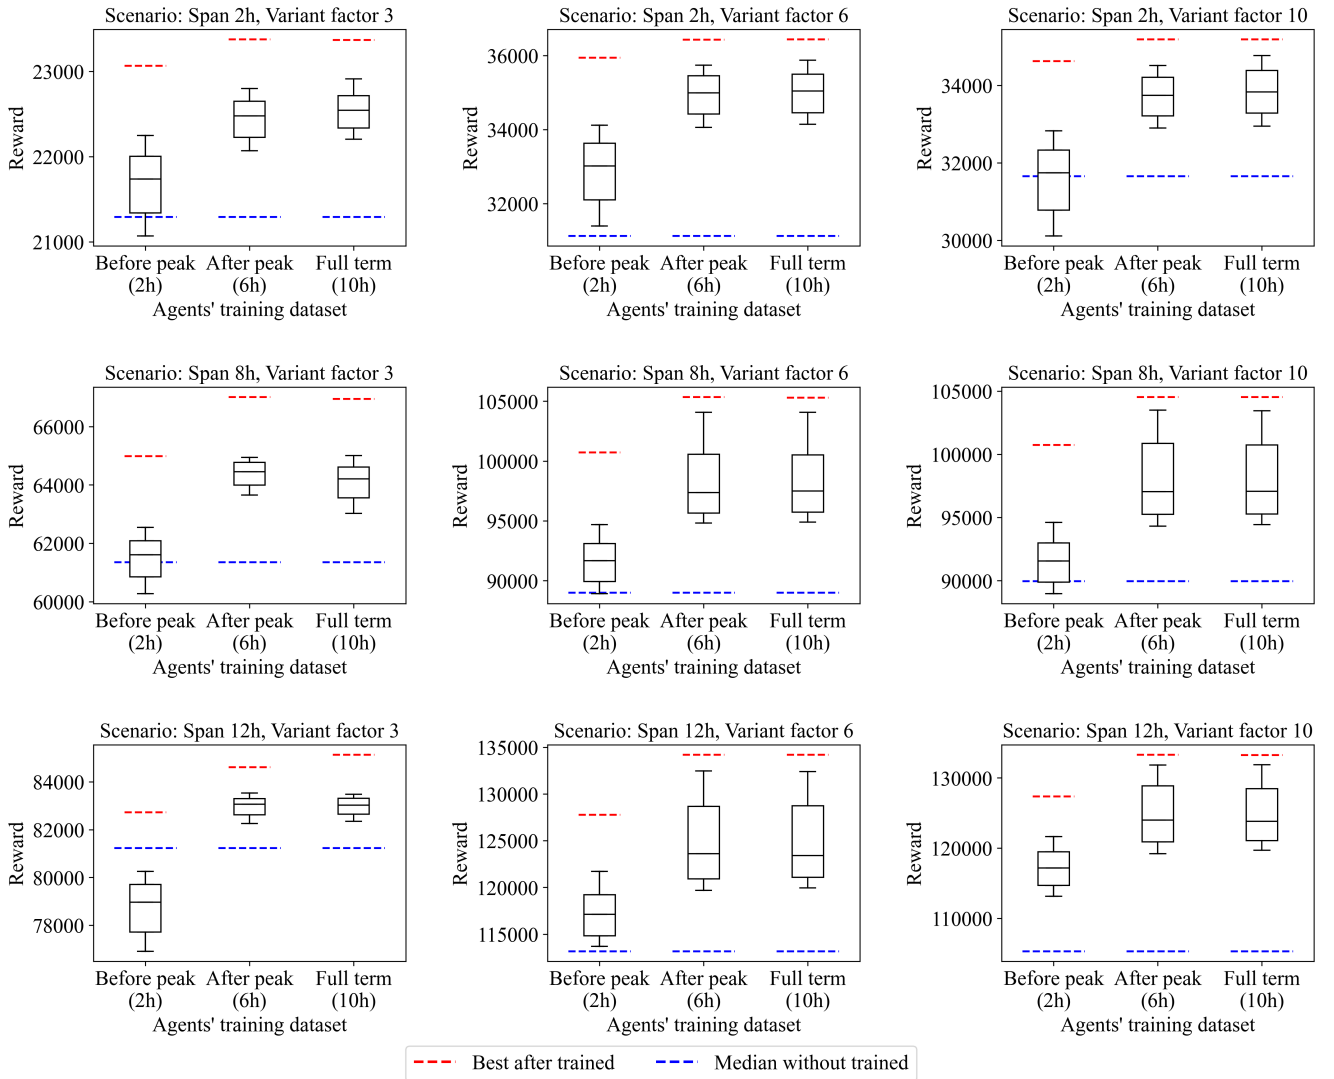 Scenario: Span 2h, Variant factor 3
Reward
23000
22000
21000
Before peak After peak Full term
(2h) (6h) (10h)
Agents' training dataset
Scenario: Span 2h, Variant factor 6
Reward
36000
34000
32000
Before peak After peak Full term
(2h) (6h) (10h)
Agents' training dataset
Scenario: Span 2h, Variant factor 10
Reward
34000
32000
30000
Before peak After peak Full term
(2h) (6h) (10h)
Agents' training dataset
Scenario: Span 8h, Variant factor 3
Reward
66000
64000
62000
60000
Before peak After peak Full term
(2h) (6h) (10h)
Agents' training dataset
Scenario: Span 8h, Variant factor 6
Reward
105000
100000
95000
90000
Before peak After peak Full term
(2h) (6h) (10h)
Agents' training dataset
Scenario: Span 8h, Variant factor 10
Reward
105000
100000
95000
90000
Before peak After peak Full term
(2h) (6h) (10h)
Agents' training dataset
Scenario: Span 12h, Variant factor 3
Reward
84000
82000
80000
78000
Before peak After peak Full term
(2h) (6h) (10h)
Agents' training dataset
Scenario: Span 12h, Variant factor 6
Reward
135000
130000
125000
120000
115000
Before peak After peak Full term
(2h) (6h) (10h)
Agents' training dataset
Scenario: Span 12h, Variant factor 10
Reward
130000
120000
110000
Before peak After peak Full term
(2h) (6h) (10h)
Agents' training dataset
Best after trained Median without trained